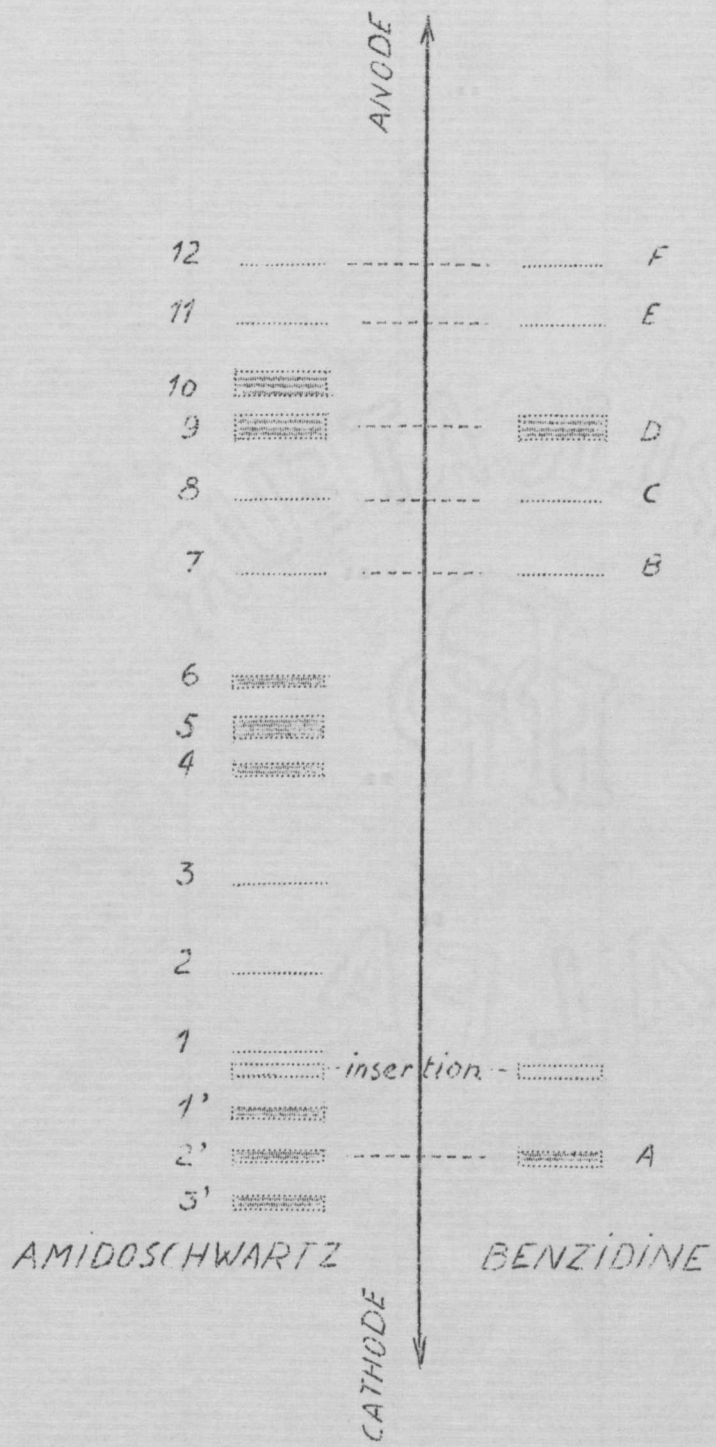 ANODE
12 F
11 E
10
9 D
8 C
7 B
6
5
4
3
2
1
insertion
1'
2' A
3'
AMIDOSCHWARTZ BENZIDINE
CATHODE